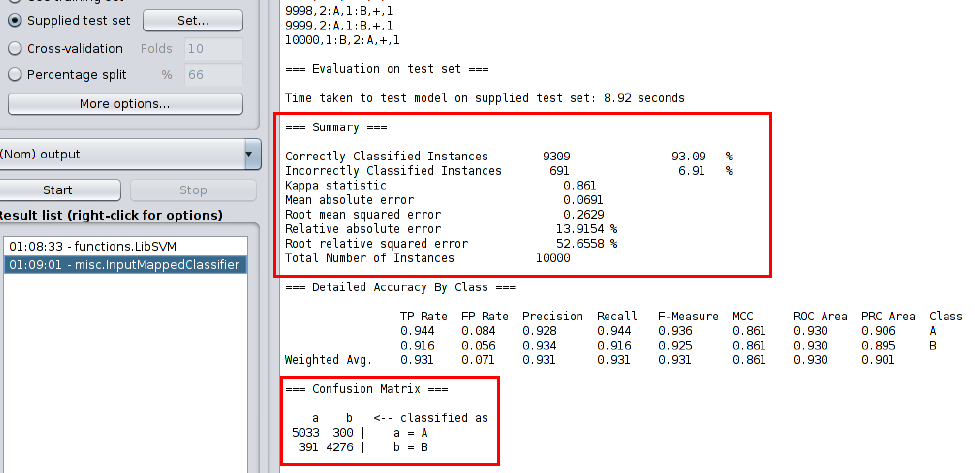 Supplied test set Set...
Cross-validation Folds 10
Percentage split % 66
More options...
(Nom) output
Start Stop
Result list (right-click for options)
01:08:33 - functions.LibSVM
01:09:01 - misc.InputMappedClassifier
9998,2:A,1:B,+,1
9999,2:A,1:B,+,1
10000,1:B,2:A,+,1
=== Evaluation on test set ===
Time taken to test model on supplied test set: 8.92 seconds
=== Summary ===
Correctly Classified Instances 9309 93.09 %
Incorrectly Classified Instances 691 6.91 %
Kappa statistic 0.861
Mean absolute error 0.0691
Root mean squared error 0.2629
Relative absolute error 13.9154 %
Root relative squared error 52.6558 %
Total Number of Instances 10000
=== Detailed Accuracy By Class ===
TP Rate FP Rate Precision Recall F-Measure MCC ROC Area PRC Area Class
0.944 0.084 0.928 0.944 0.936 0.861 0.930 0.906 A
0.916 0.056 0.934 0.916 0.925 0.861 0.930 0.895 B
Weighted Avg. 0.931 0.071 0.931 0.931 0.931 0.861 0.930 0.901
=== Confusion Matrix ===
a b <-- classified as
5033 300 | a = A
391 4276 | b = B